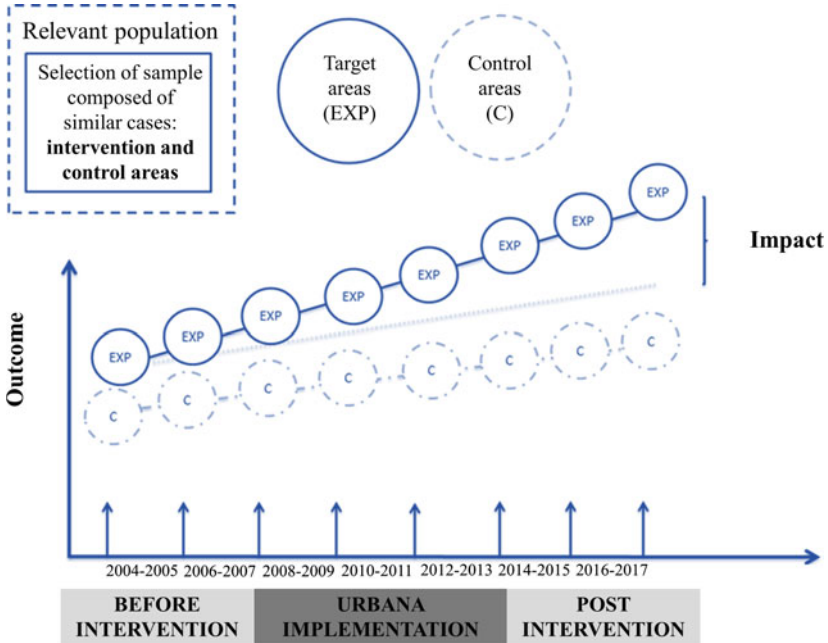 Relevant population
Selection of sample
composed of
similar cases:
intervention and
control areas
Target
areas
(EXP)
Control
areas
(C)
EXP
EXP
EXP
EXP
EXP
EXP
EXP
EXP
Impact
C
C
C
C
C
C
C
C
Outcome
2004-2005 2006-2007 2008-2009 2010-2011 2012-2013 2014-2015 2016-2017
BEFORE
INTERVENTION
URBANA
IMPLEMENTATION
POST
INTERVENTION